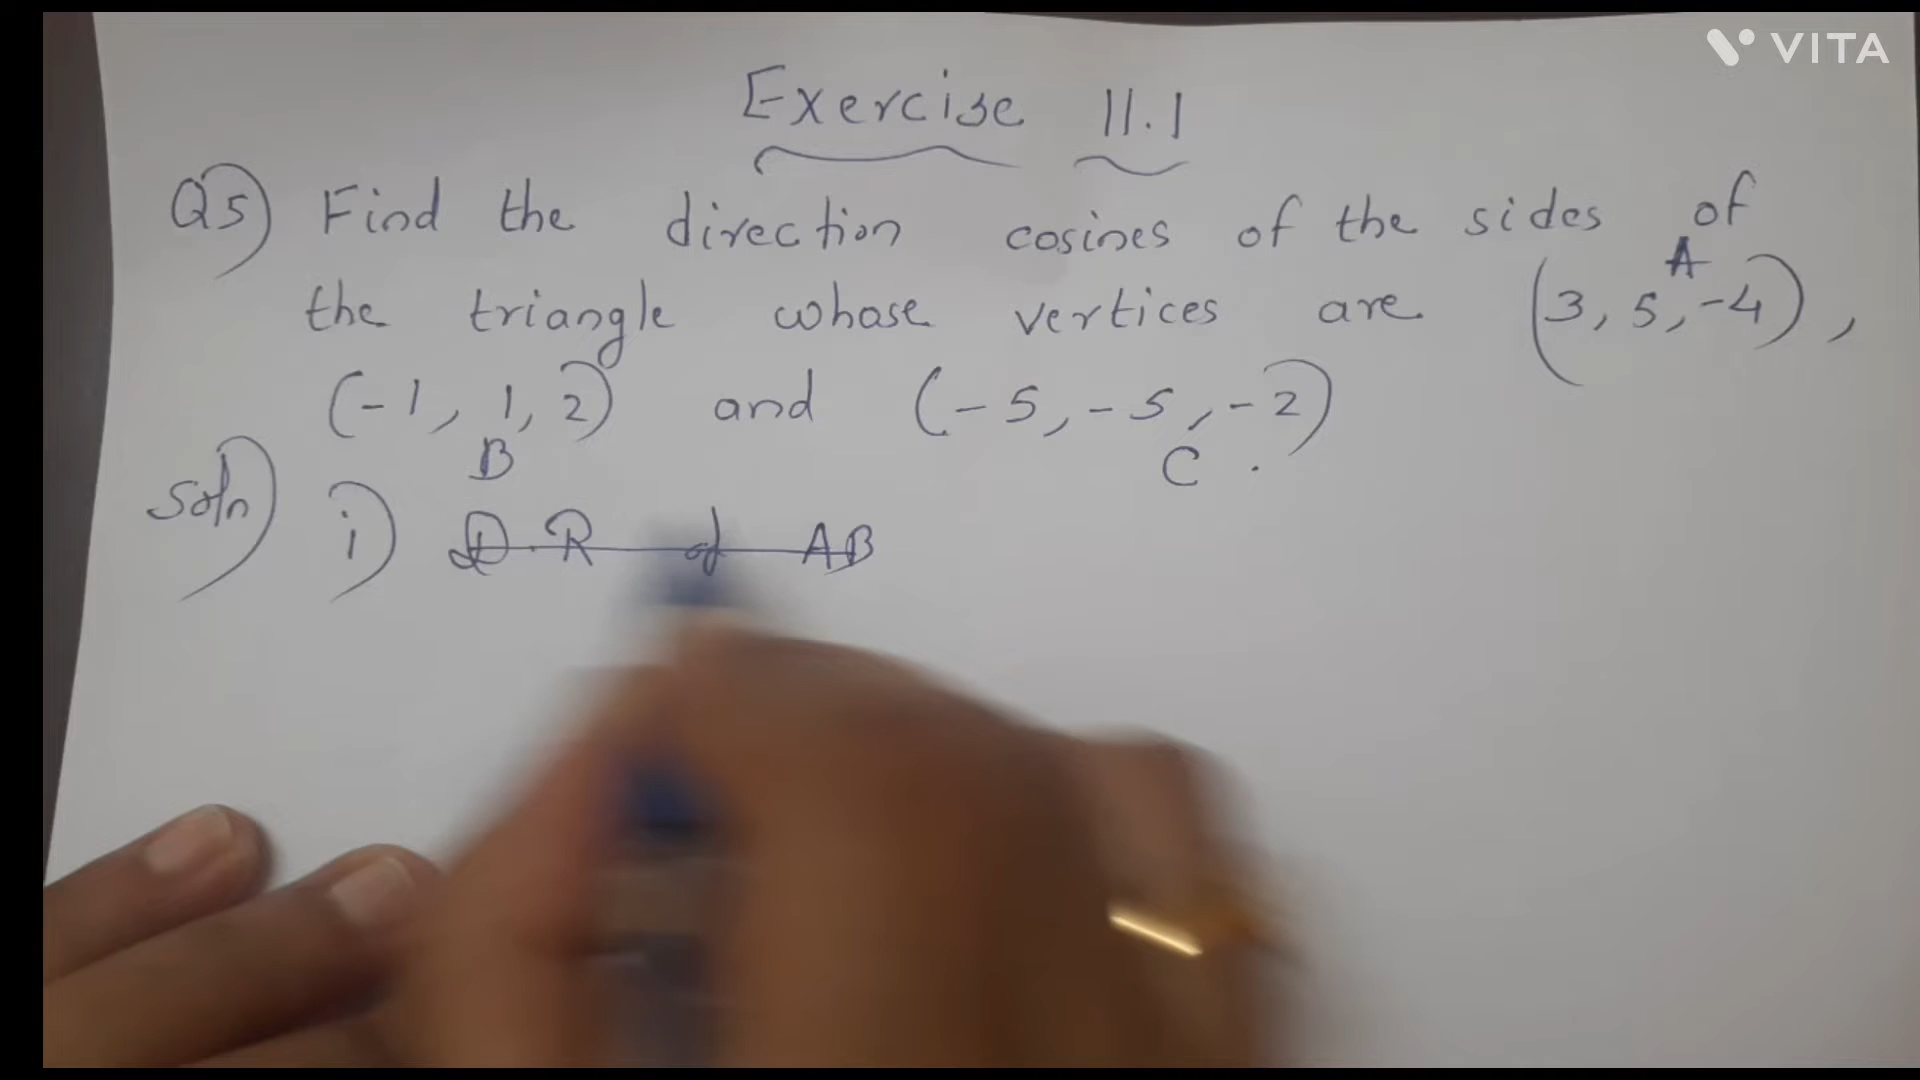 VITA
Exercise 11.1
Q5) Find the direction cosines of the sides of
the triangle whose vertices are (3, 5, -4),
A
(-1, 1, 2) and (-5, -5, -2)
B C .
Soln) i) D.R of AB